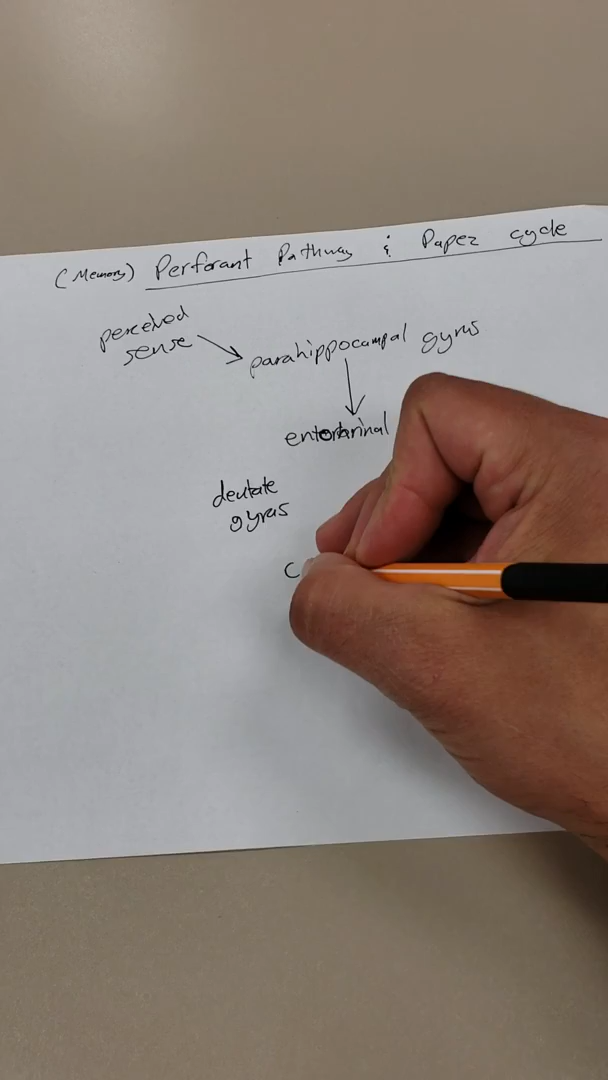 (Memory) Perforant Pathway & Papez cycle
perceived
sense
parahippocampal gyrus
entorhinal
dentate
gyrus
C